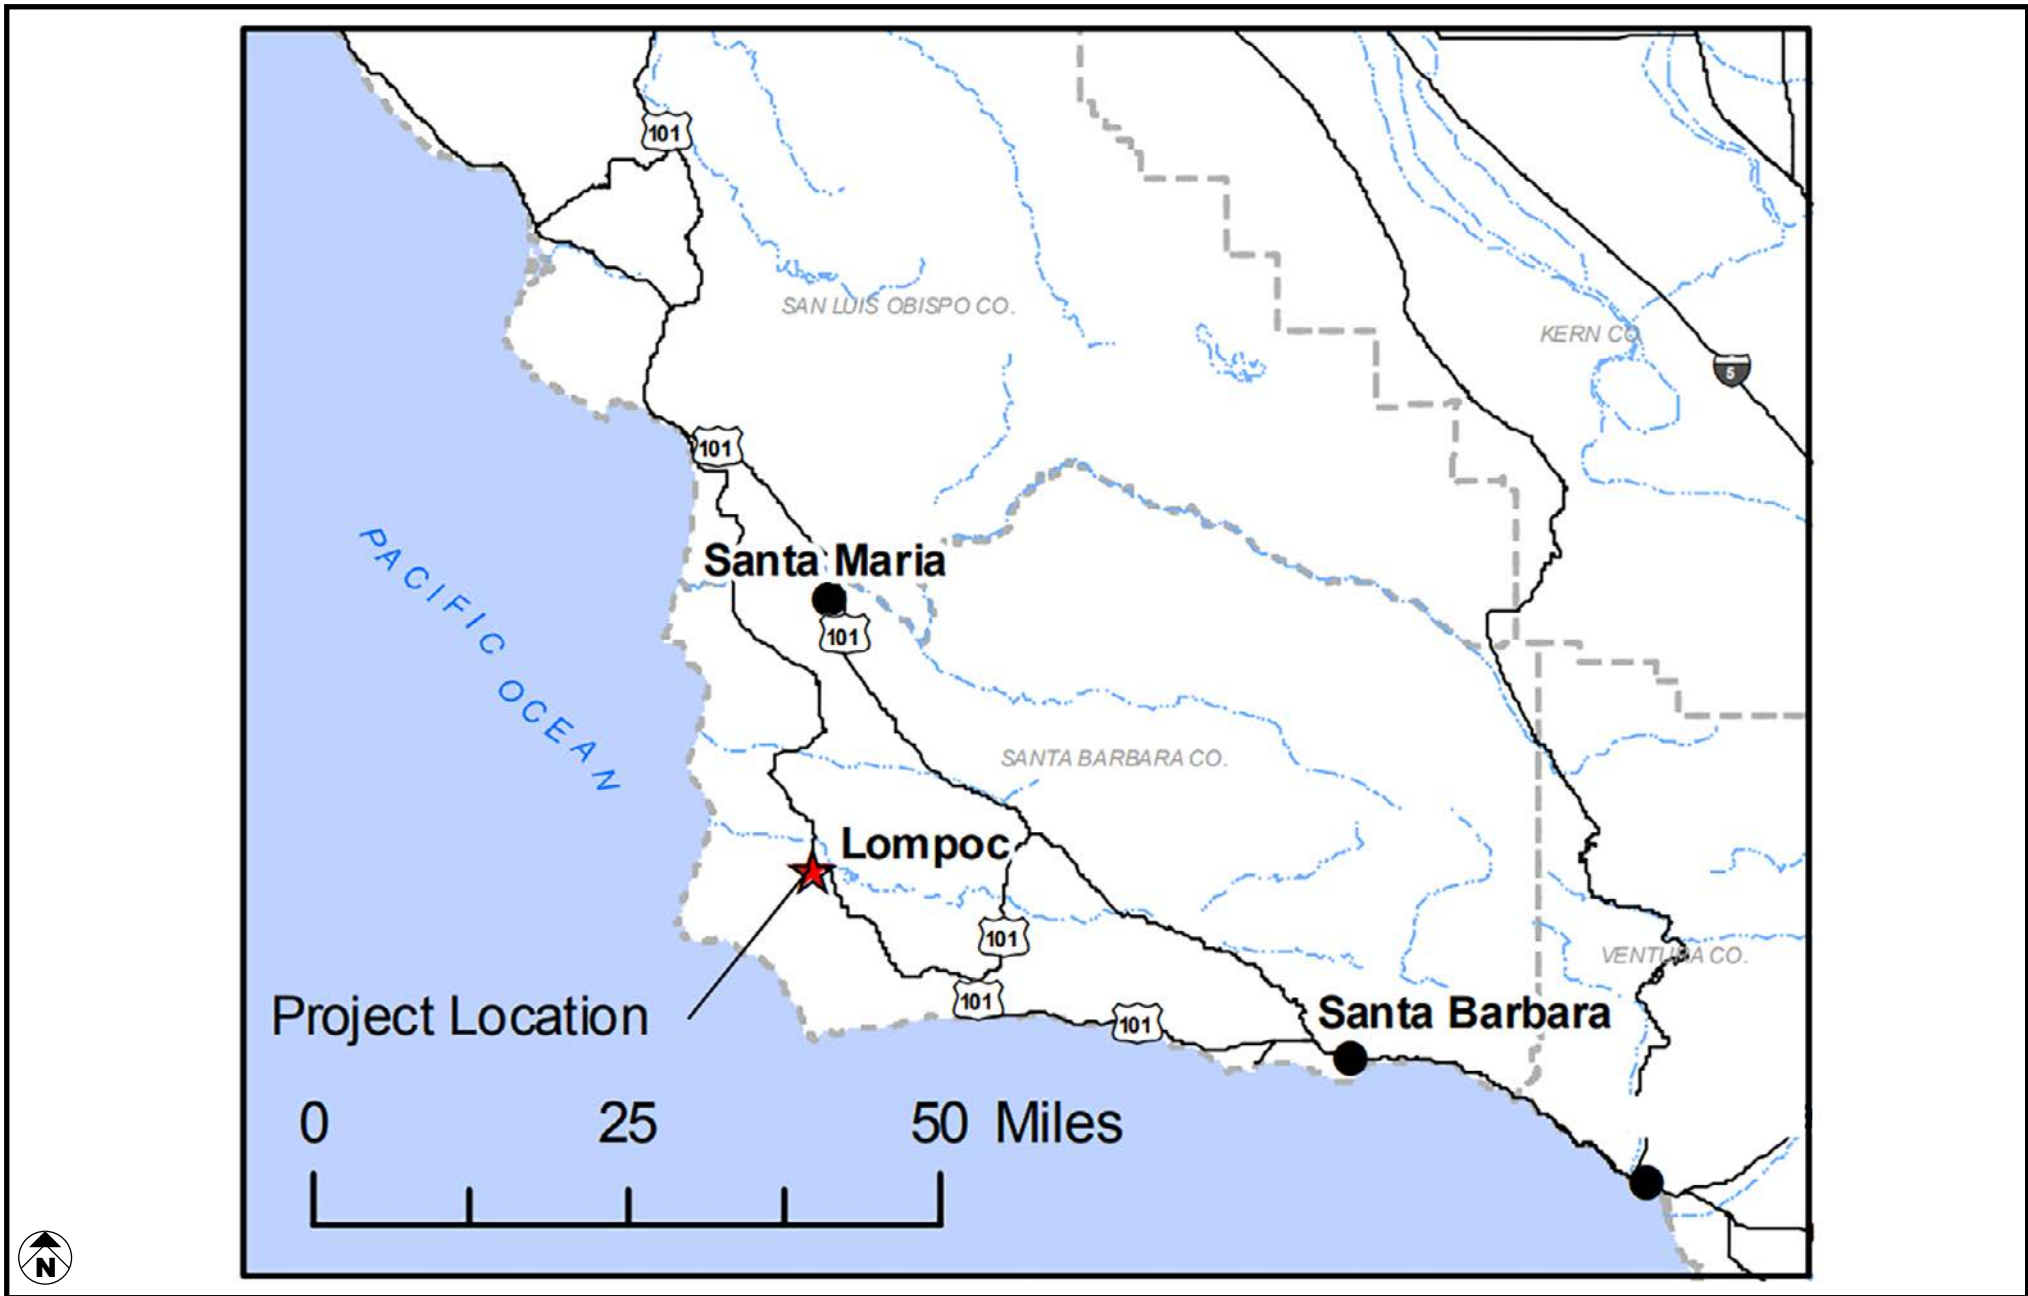 101
SAN LUIS OBISPO CO.
KERN CO.
5
101
PACIFIC OCEAN
Santa Maria
101
SANTA BARBARA CO.
Lompoc
101
VENTURA CO.
Project Location
101
101
Santa Barbara
0 25 50 Miles
N